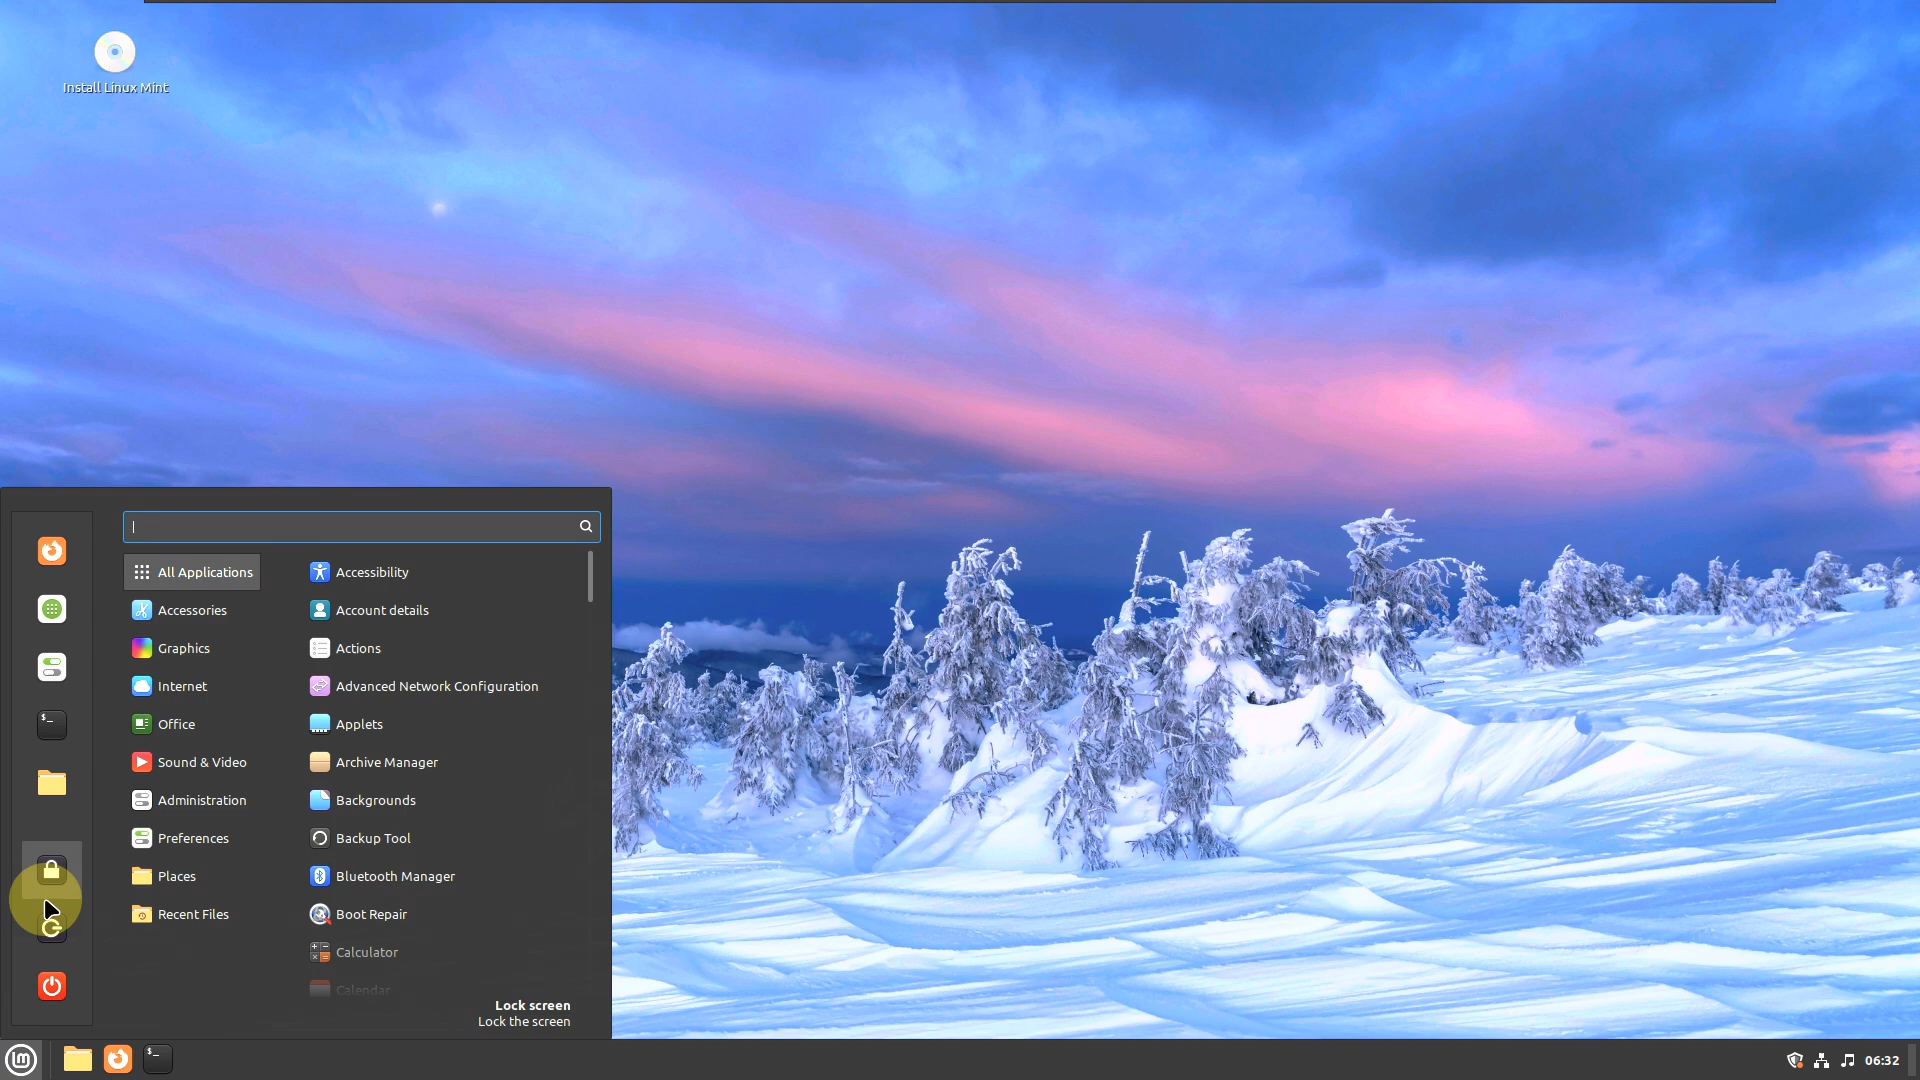 Install Linux Mint
All Applications
Accessories
Graphics
Internet
Office
Sound & Video
Administration
Preferences
Places
Recent Files
Accessibility
Account details
Actions
Advanced Network Configuration
Applets
Archive Manager
Backgrounds
Backup Tool
Bluetooth Manager
Boot Repair
Calculator
Calendar
Lock screen
Lock the screen
06:32